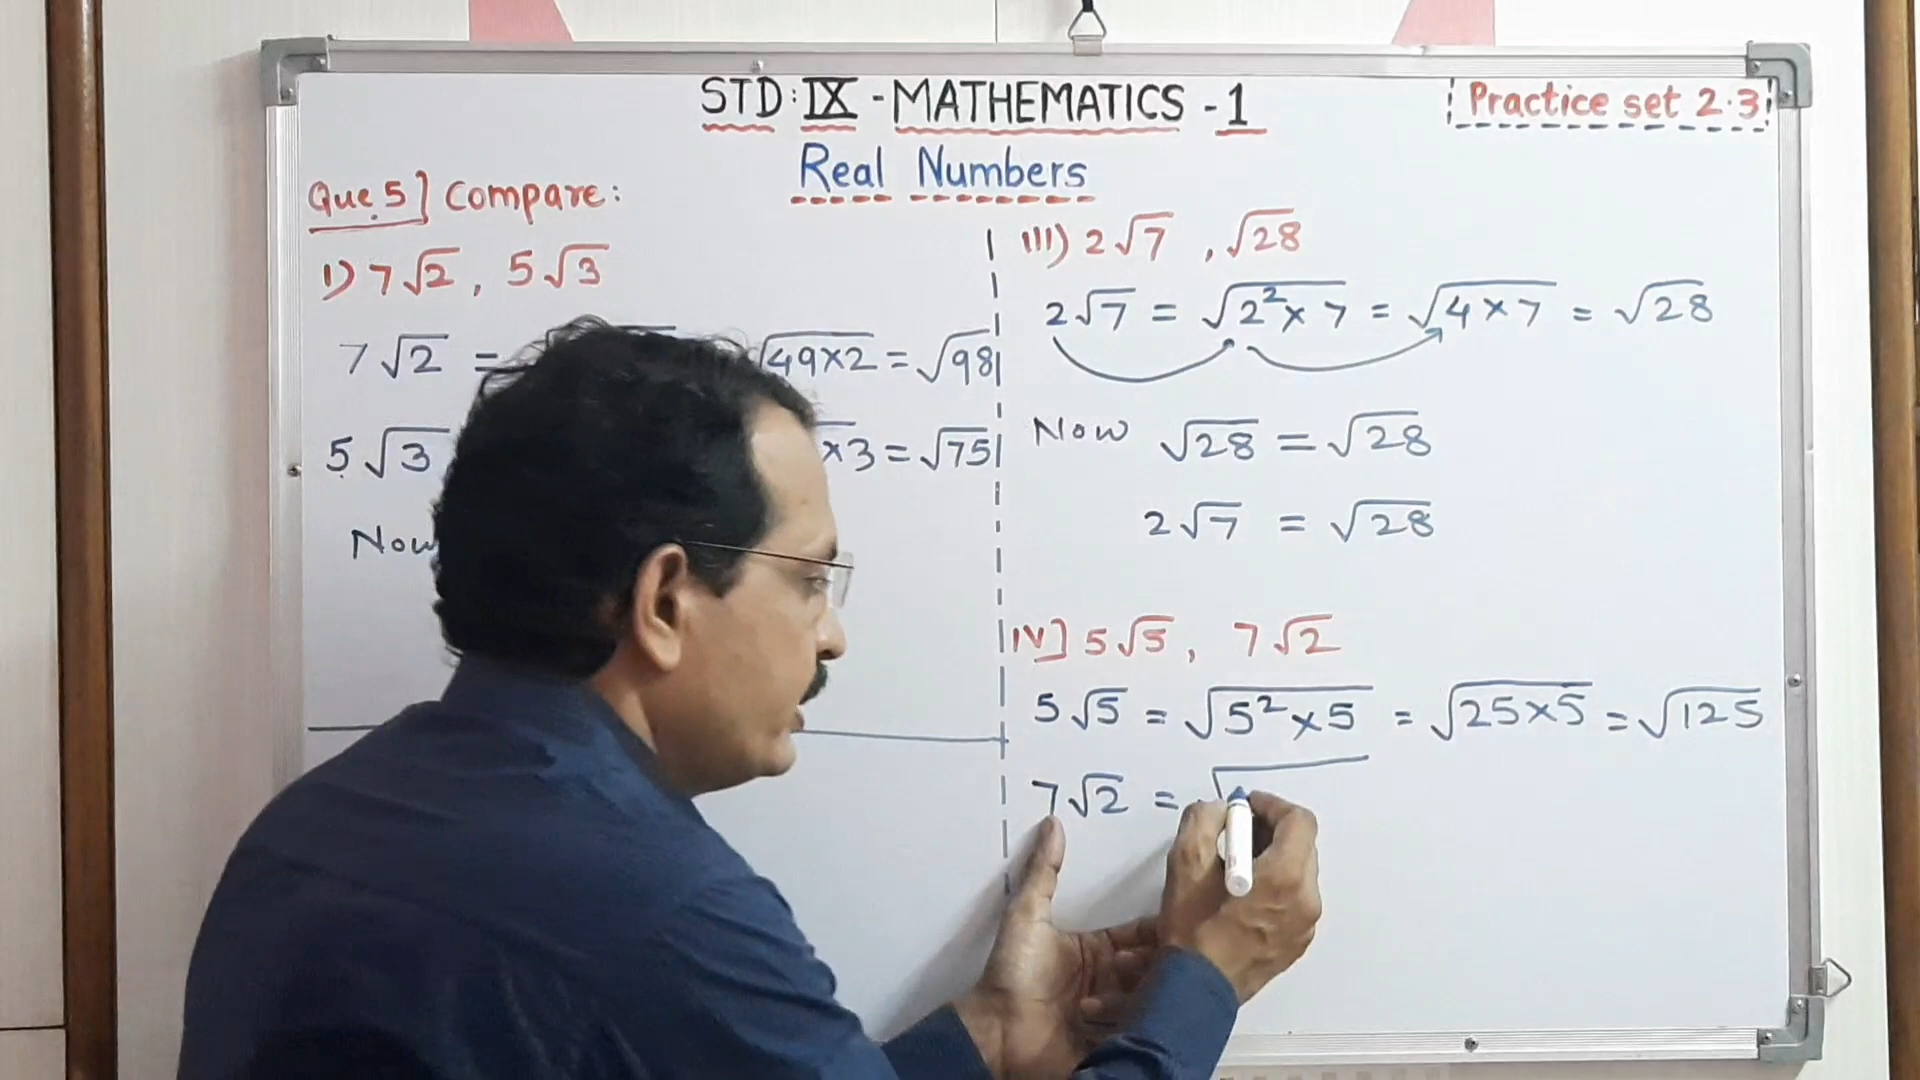 STD : IX - MATHEMATICS - 1
Practice set 2.3
Real Numbers
Que.5] Compare:
I) 7√2, 5√3
7√2 = √49×2 = √98
5√3 ×3 = √75
Now
III) 2√7, √28
2√7 = √2²×7 = √4×7 = √28
Now √28 = √28
2√7 = √28
IV] 5√5, 7√2
5√5 = √5²×5 = √25×5 = √125
7√2 = √